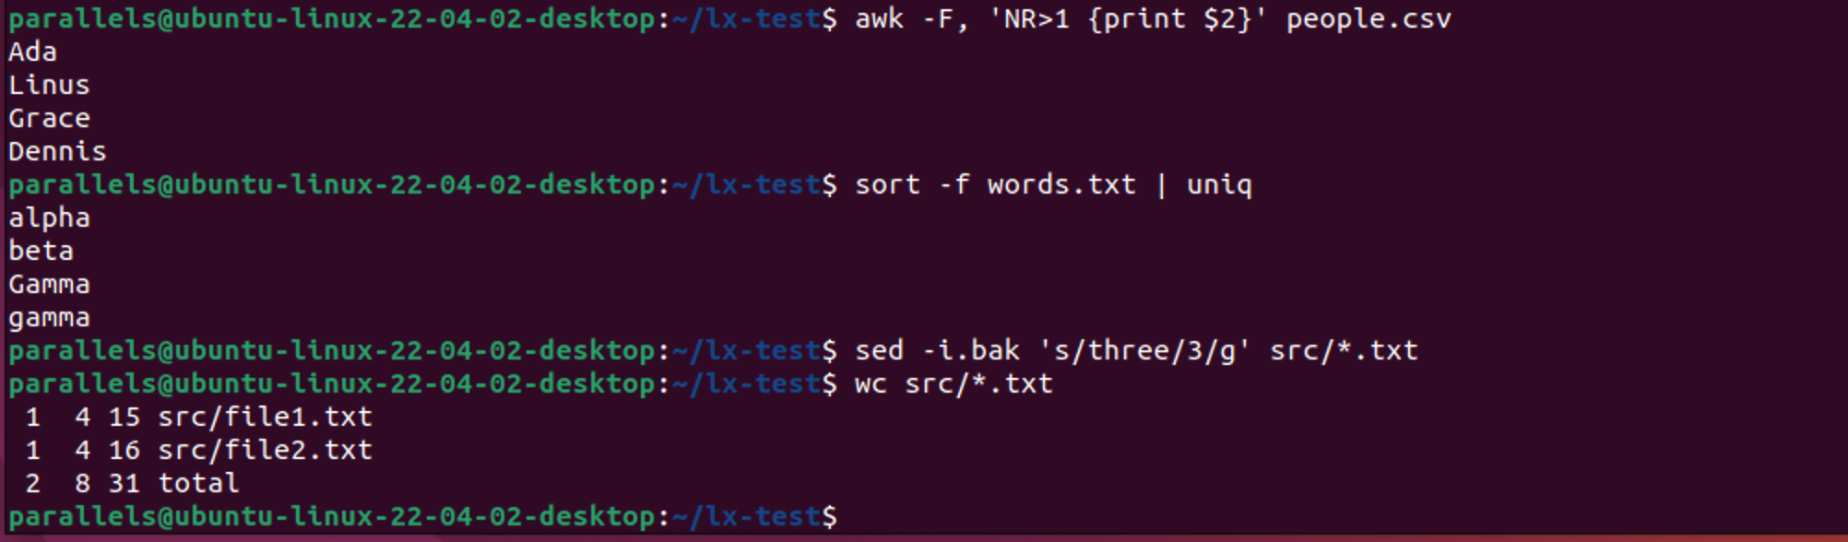 parallels@ubuntu-linux-22-04-02-desktop:~/lx-test$ awk -F, 'NR>1 {print $2}' people.csv
Ada
Linus
Grace
Dennis
parallels@ubuntu-linux-22-04-02-desktop:~/lx-test$ sort -f words.txt | uniq
alpha
beta
Gamma
gamma
parallels@ubuntu-linux-22-04-02-desktop:~/lx-test$ sed -i.bak 's/three/3/g' src/*.txt
parallels@ubuntu-linux-22-04-02-desktop:~/lx-test$ wc src/*.txt
 1  4 15 src/file1.txt
 1  4 16 src/file2.txt
 2  8 31 total
parallels@ubuntu-linux-22-04-02-desktop:~/lx-test$